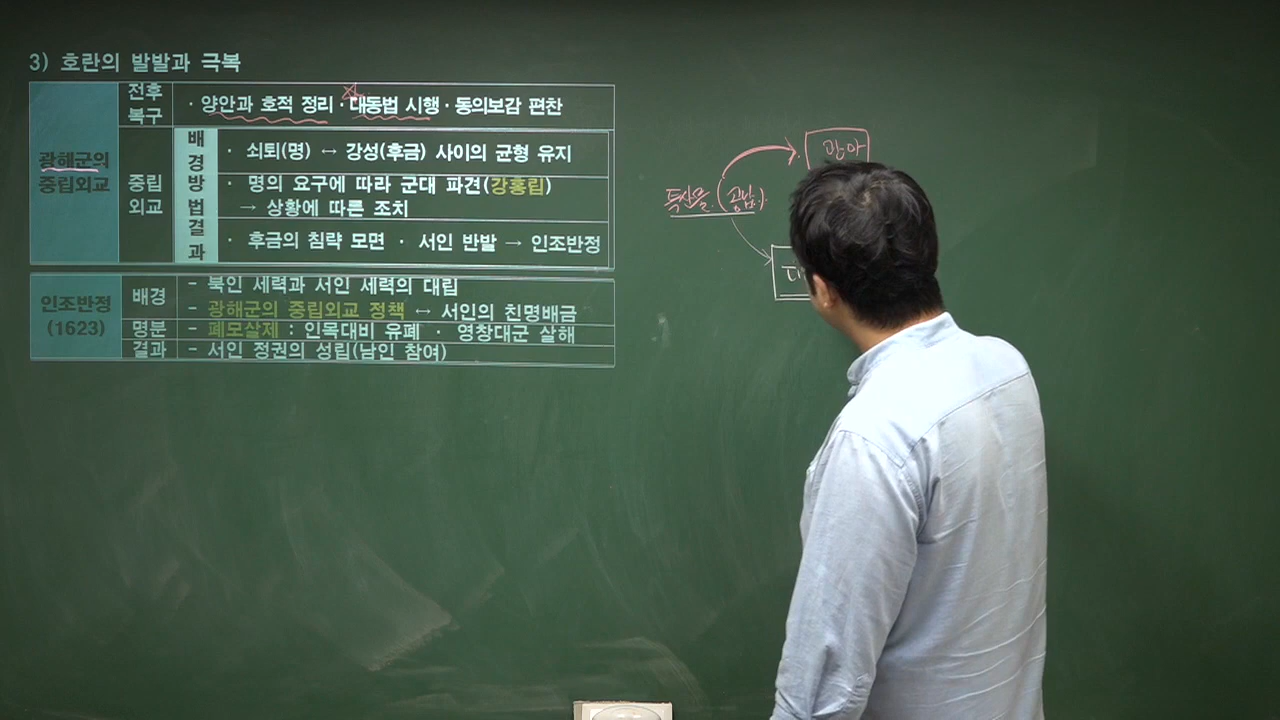 3) 호란의 발발과 극복
광해군의
중립외교
전후
복구
· 양안과 호적 정리 · 대동법 시행 · 동의보감 편찬
중립
외교
배
경
· 쇠퇴(명) ↔ 강성(후금) 사이의 균형 유지
방
법
· 명의 요구에 따라 군대 파견(강홍립)
→ 상황에 따른 조치
결
과
· 후금의 침략 모면 · 서인 반발 → 인조반정
인조반정
(1623)
배경
- 북인 세력과 서인 세력의 대립
- 광해군의 중립외교 정책 ↔ 서인의 친명배금
명분
- 폐모살제 : 인목대비 유폐 · 영창대군 살해
결과
- 서인 정권의 성립(남인 참여)
관아
특산물 (공납)